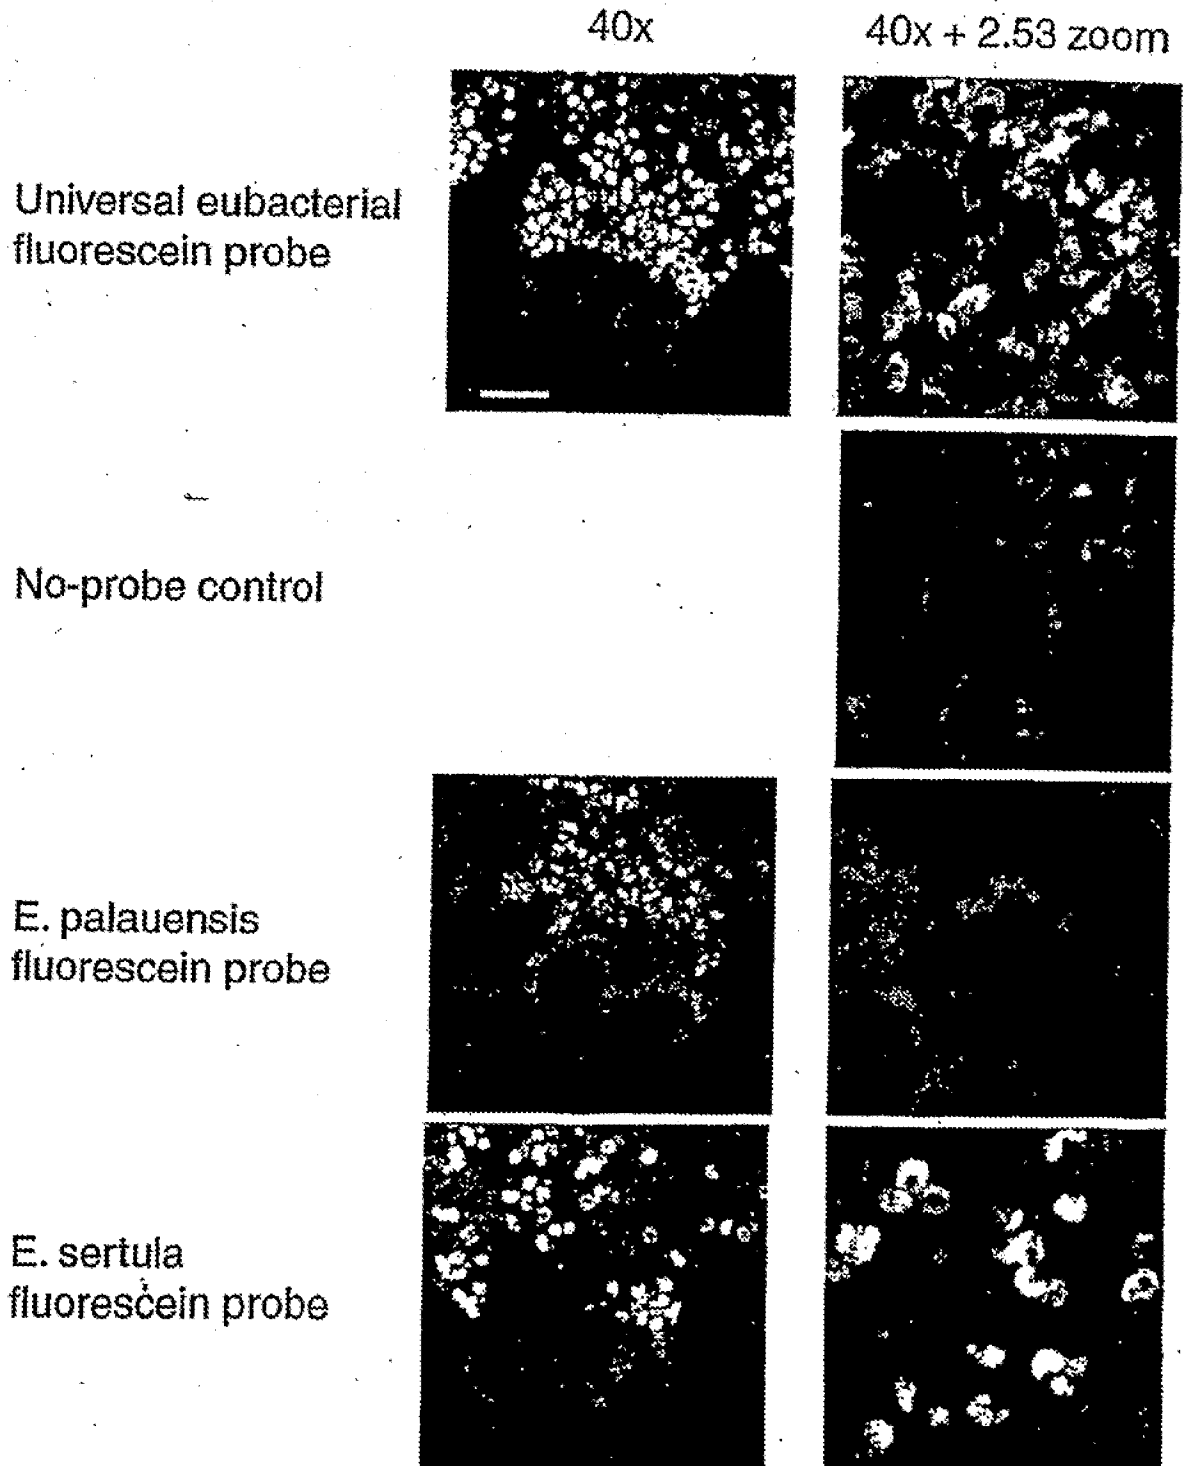 40x
40x + 2.53 zoom
Universal eubacterial
fluorescein probe
No-probe control
E. palauensis
fluorescein probe
E. sertula
fluorescein probe